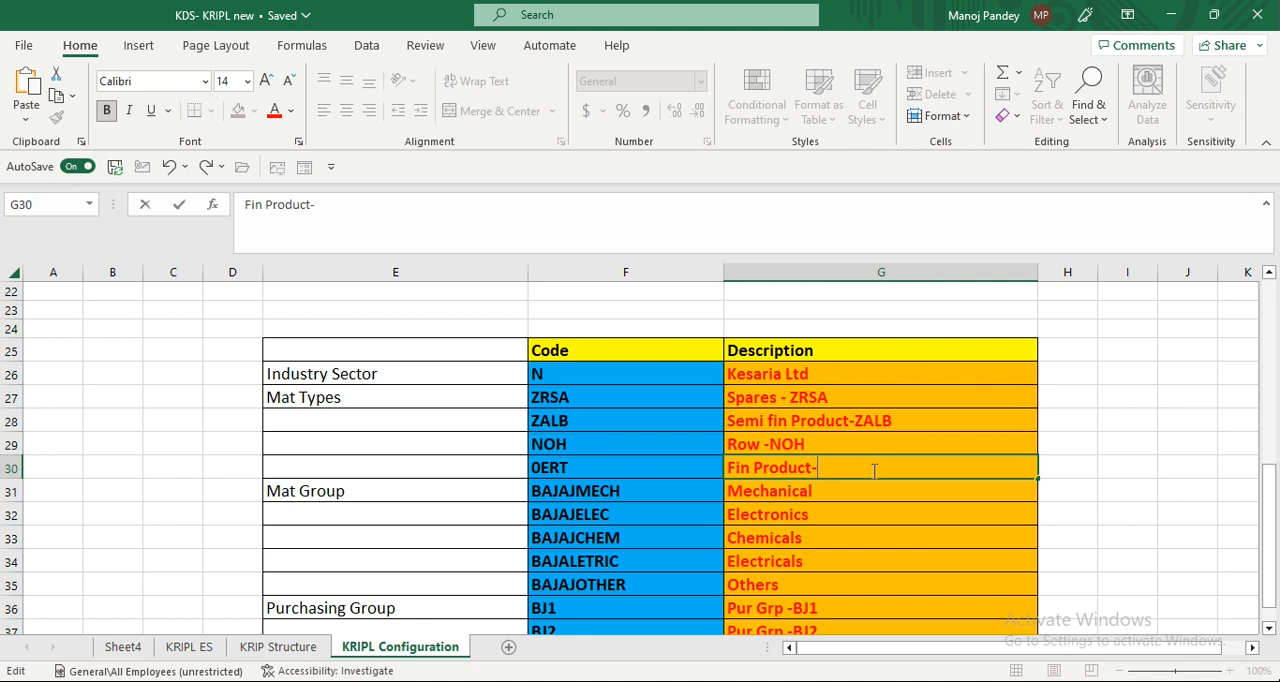 KDS- KRIPL new • Saved
Search
Manoj Pandey MP
File Home Insert Page Layout Formulas Data Review View Automate Help Comments Share
Calibri 14 Wrap Text General Insert
Paste Conditional Formatting Format as Table Cell Styles Delete Sort & Filter Find & Select Analyze Data Sensitivity
B I U A Merge & Center $ % Format
Clipboard Font Alignment Number Styles Cells Editing Analysis Sensitivity
AutoSave On
G30 fx Fin Product-
A B C D E F G H I J K
22
23
24
25 Code Description
26 Industry Sector N Kesaria Ltd
27 Mat Types ZRSA Spares - ZRSA
28 ZALB Semi fin Product-ZALB
29 NOH Row -NOH
30 0ERT Fin Product-
31 Mat Group BAJAJMECH Mechanical
32 BAJAJELEC Electronics
33 BAJAJCHEM Chemicals
34 BAJALETRIC Electricals
35 BAJAJOTHER Others
36 Purchasing Group BJ1 Pur Grp -BJ1
37 BJ2 Pur Grp -BJ2
Activate Windows
Go to Settings to activate Windows.
Sheet4 KRIPL ES KRIP Structure KRIPL Configuration
Edit General\All Employees (unrestricted) Accessibility: Investigate 100%